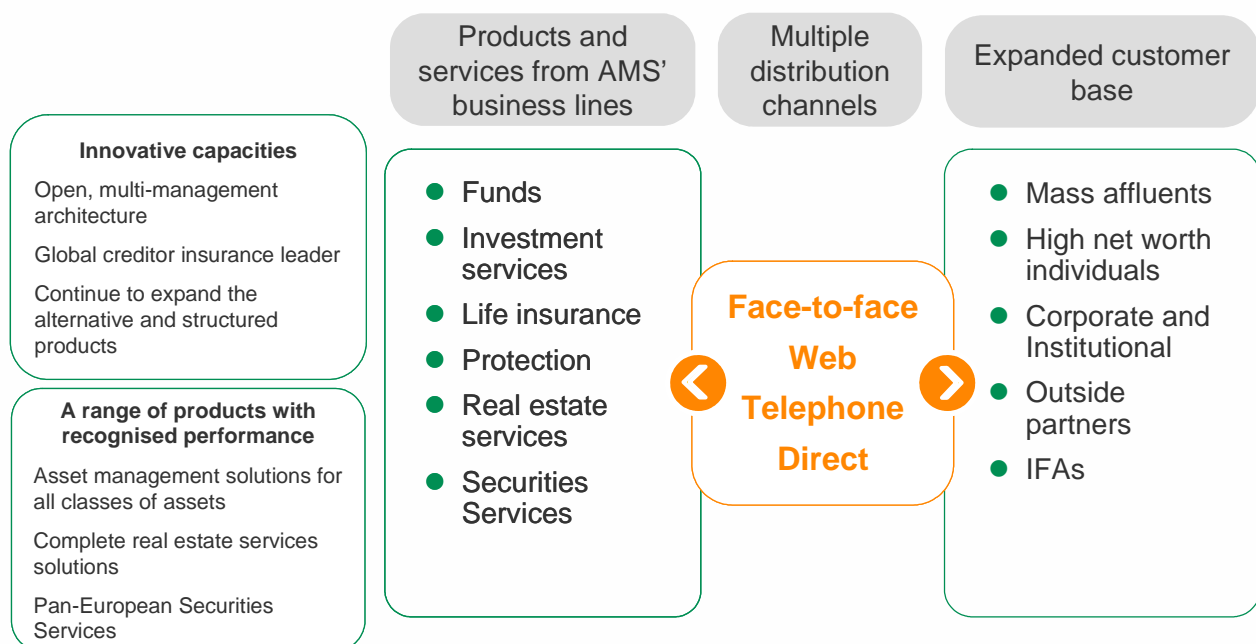 Products and
services from AMS'
business lines
Multiple
distribution
channels
Expanded customer
base
Innovative capacities
Open, multi-management
architecture
Global creditor insurance leader
Continue to expand the
alternative and structured
products
A range of products with
recognised performance
Asset management solutions for
all classes of assets
Complete real estate services
solutions
Pan-European Securities
Services
Funds
Investment
services
Life insurance
Protection
Real estate
services
Securities
Services
Face-to-face
Web
Telephone
Direct
Mass affluents
High net worth
individuals
Corporate and
Institutional
Outside
partners
IFAs